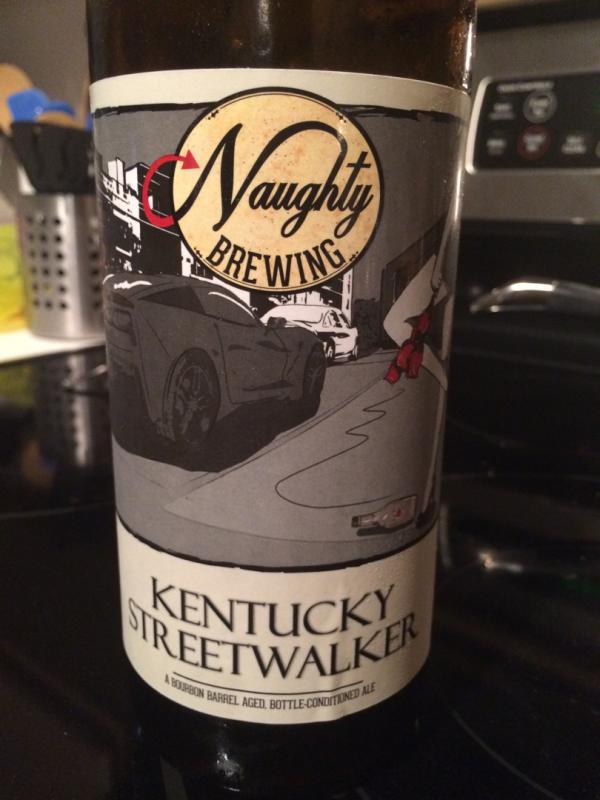 Naughty
BREWING
KENTUCKY
STREETWALKER
A BOURBON BARREL AGED, BOTTLE-CONDITIONED ALE